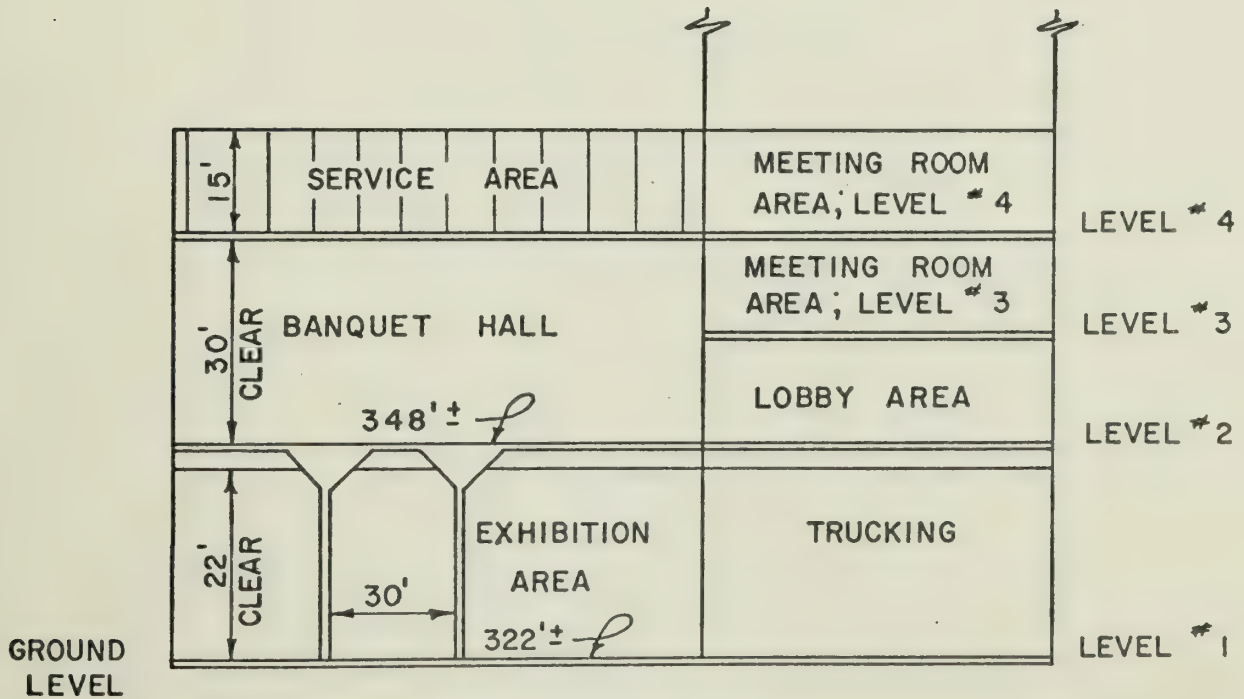 15'
SERVICE AREA
MEETING ROOM
AREA; LEVEL # 4
LEVEL # 4
30'
CLEAR
BANQUET HALL
348' ±
MEETING ROOM
AREA; LEVEL # 3
LEVEL # 3
LOBBY AREA
LEVEL # 2
22'
CLEAR
30'
EXHIBITION
AREA
322' ±
TRUCKING
LEVEL # 1
GROUND
LEVEL